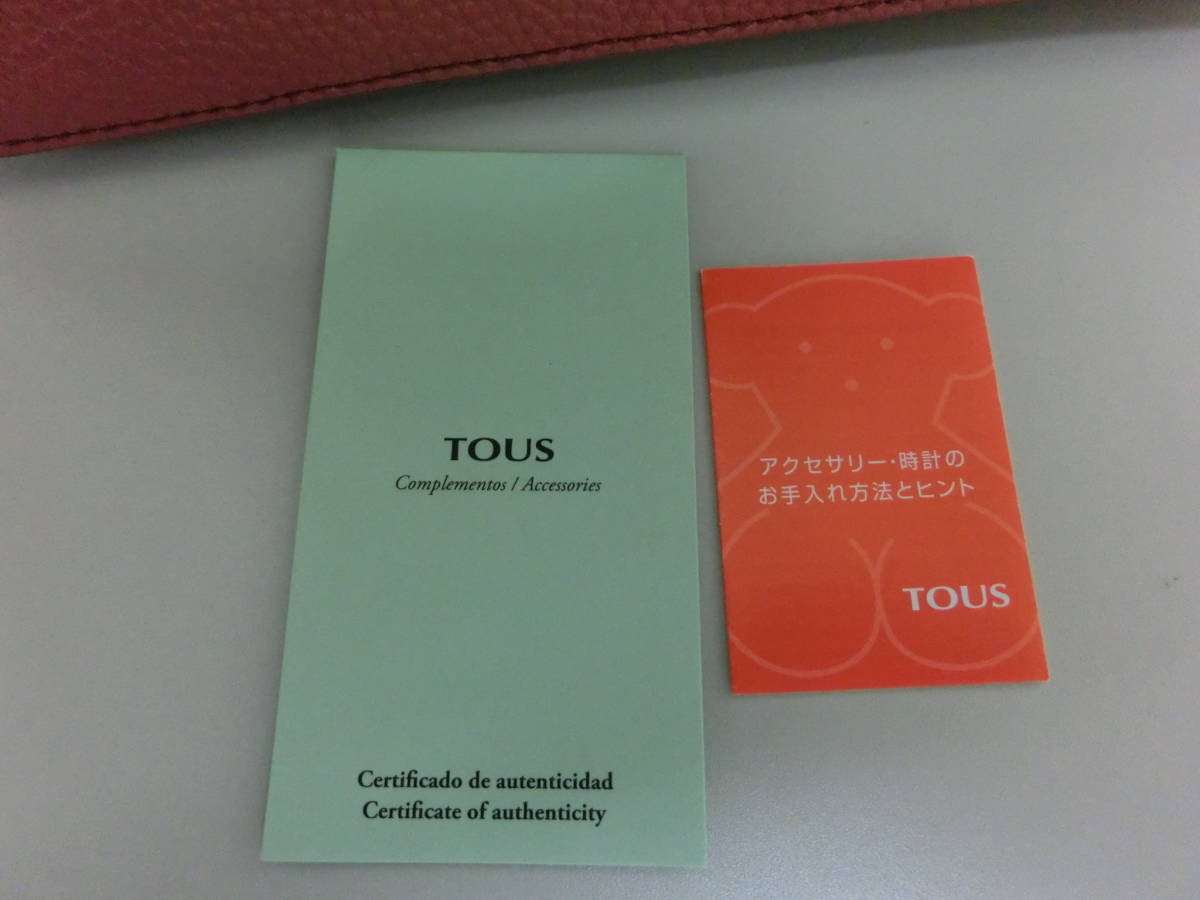 TOUS
Complementos / Accessories
Certificado de autenticidad
Certificate of authenticity
アクセサリー・時計の
お手入れ方法とヒント
TOUS